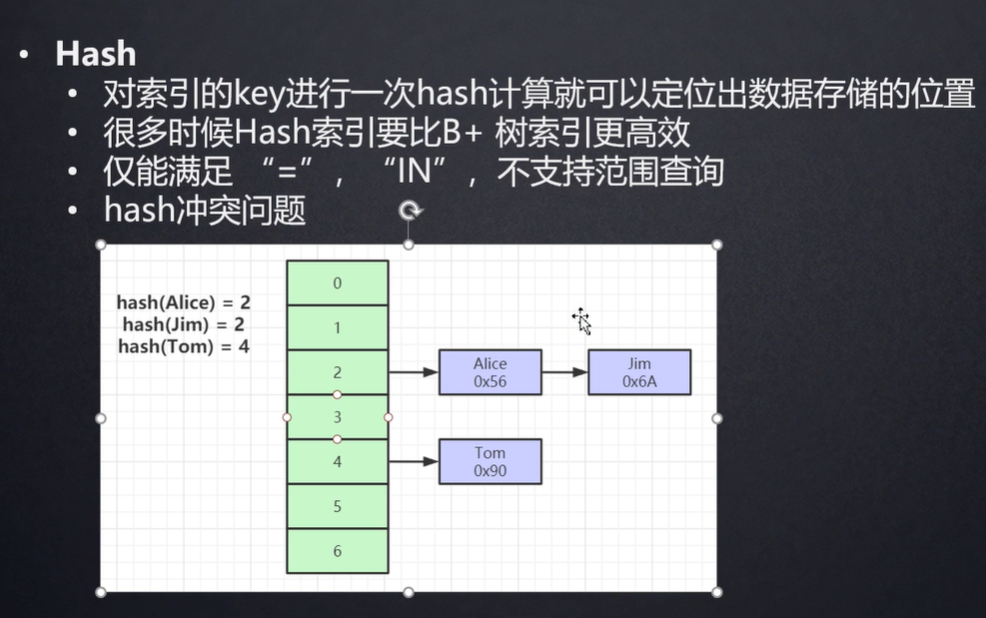 • Hash
• 对索引的key进行一次hash计算就可以定位出数据存储的位置
• 很多时候Hash索引要比B+ 树索引更高效
• 仅能满足 “=”，“IN”，不支持范围查询
• hash冲突问题
hash(Alice) = 2
hash(Jim) = 2
hash(Tom) = 4
0
1
2
Alice
0x56
Jim
0x6A
3
4
Tom
0x90
5
6